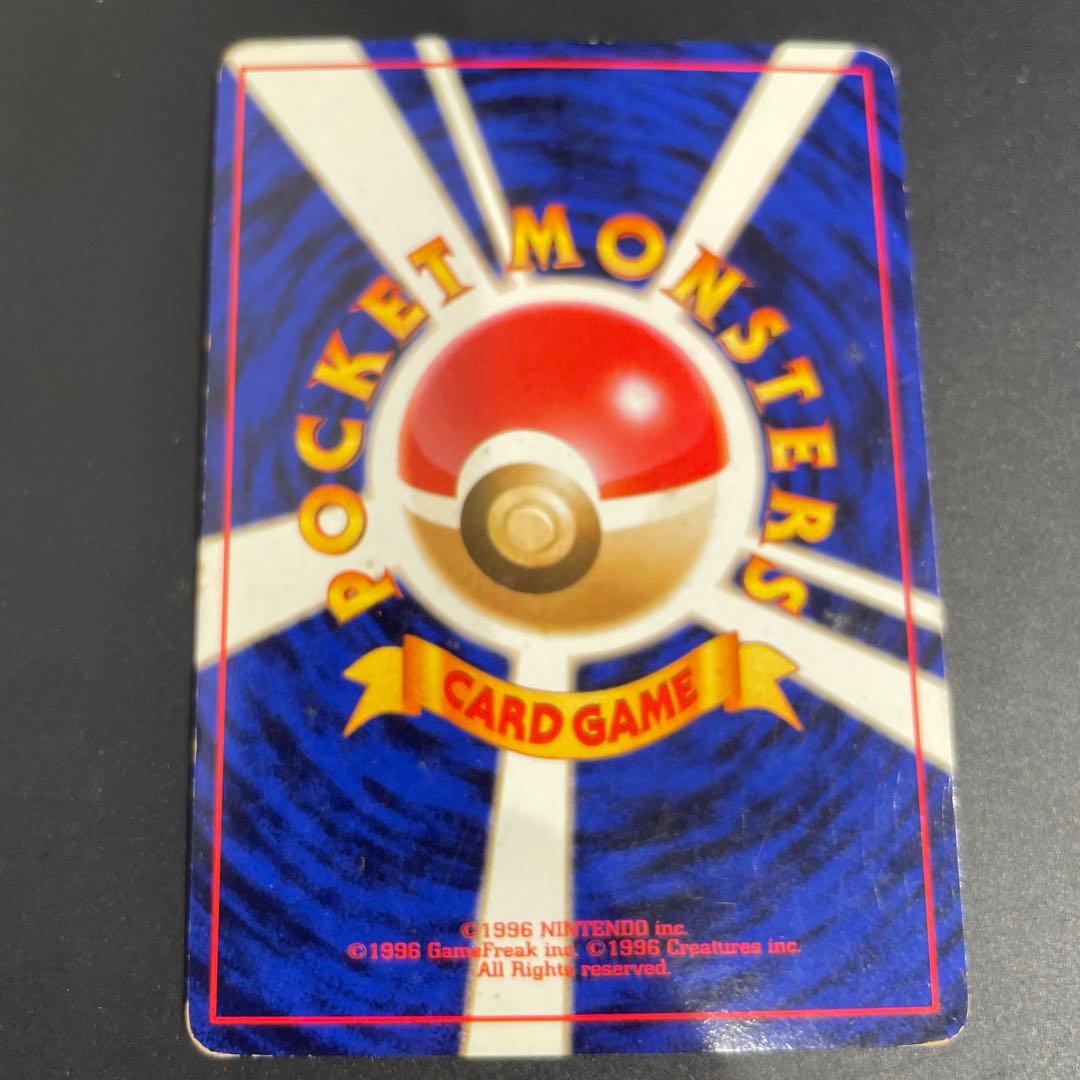 POCKET MONSTERS
CARD GAME
©1996 NINTENDO inc.
©1996 GameFreak inc. ©1996 Creatures inc.
All Rights reserved.